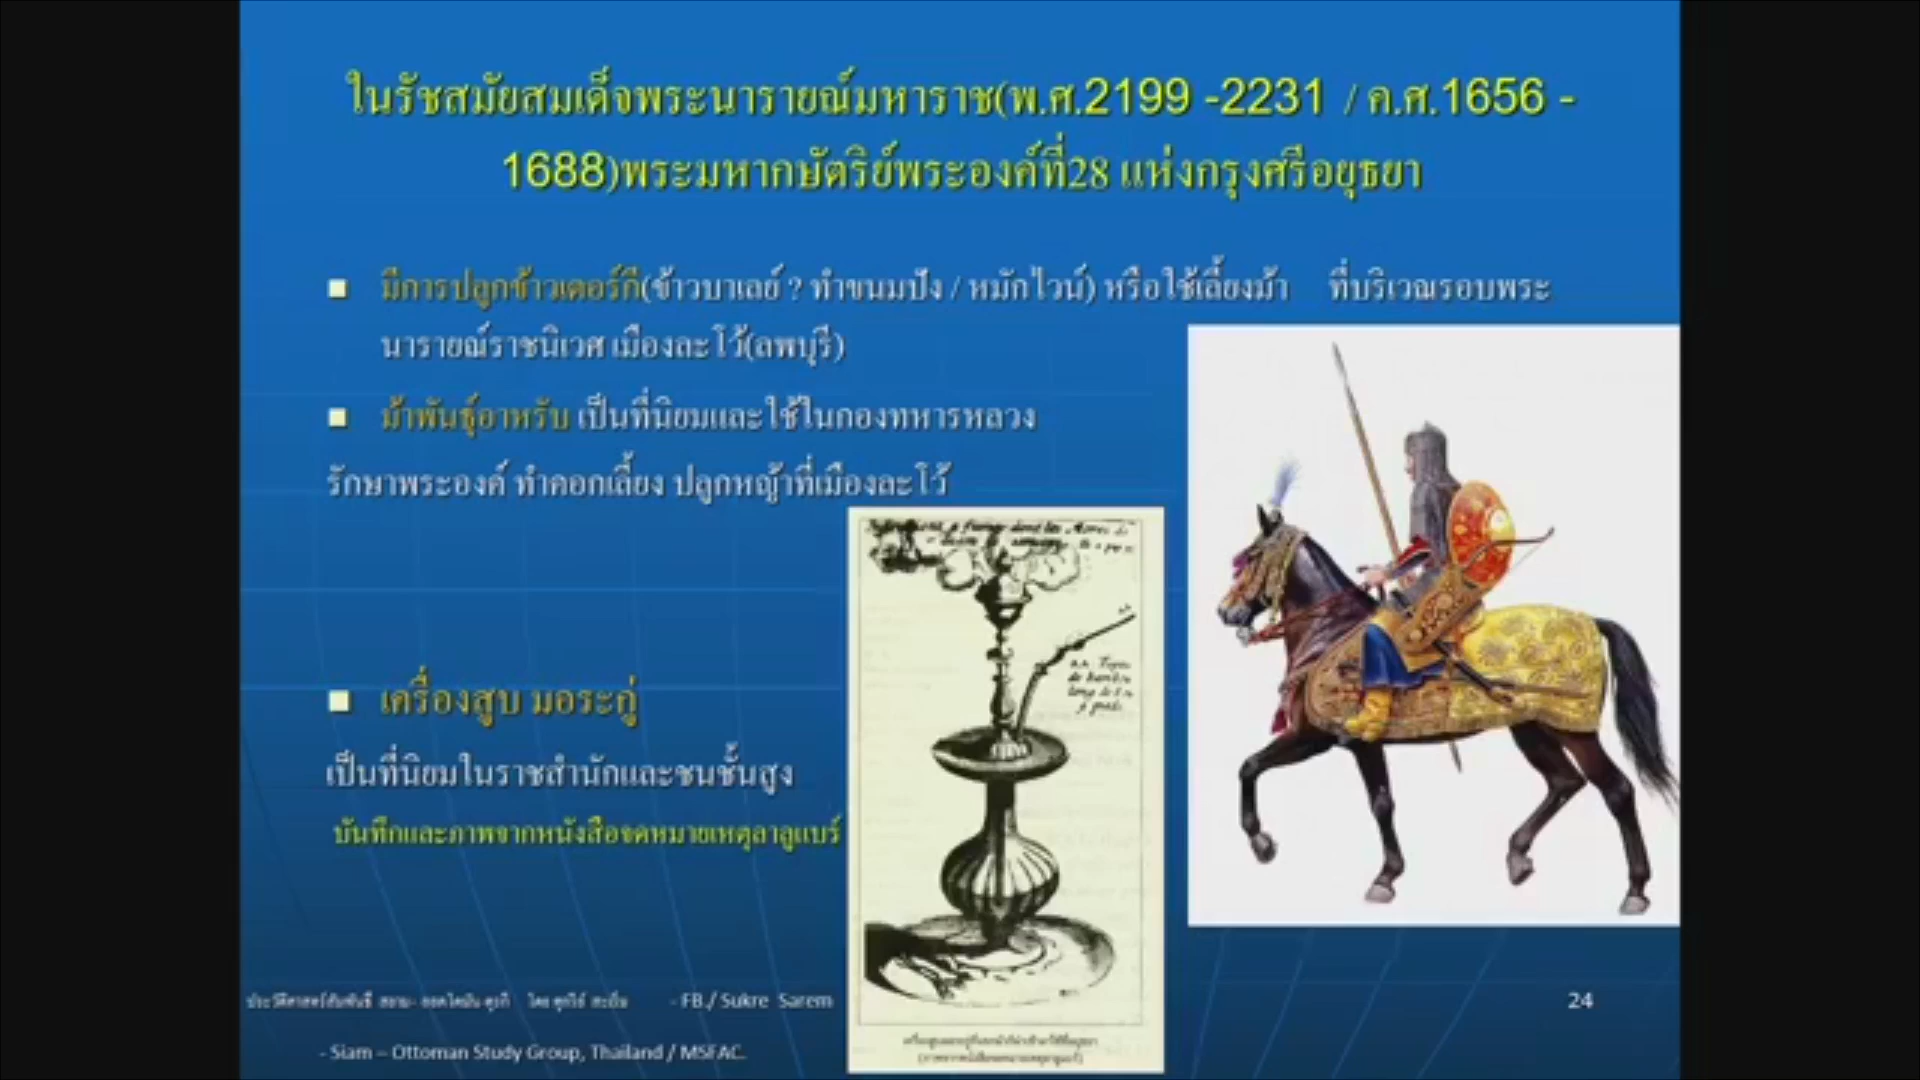 ในรัชสมัยสมเด็จพระนารายณ์มหาราช(พ.ศ.2199 -2231 / ค.ศ.1656 -
1688)พระมหากษัตริย์พระองค์ที่28 แห่งกรุงศรีอยุธยา
มีการปลูกข้าวเตอร์กี(ข้าวบาเลย์ ? ทำขนมปัง / หมักไวน์) หรือใช้เลี้ยงม้า ที่บริเวณรอบพระ
นารายณ์ราชนิเวศ เมืองละโว้(ลพบุรี)
ม้าพันธุ์อาหรับ เป็นที่นิยมและใช้ในกองทหารหลวง
รักษาพระองค์ ทำคอกเลี้ยง ปลูกหญ้าที่เมืองละโว้
เครื่องสูบ มอระกู่
เป็นที่นิยมในราชสำนักและชนชั้นสูง
บันทึกและภาพจากหนังสือจดหมายเหตุลาลูแบร์
ประวัติศาสตร์สัมพันธ์ สยาม- ออตโตมัน ตุรกี โดย ศุกรีย์ สะเร็ม - FB./ Sukre Sarem
24
- Siam – Ottoman Study Group, Thailand / MSFAC.